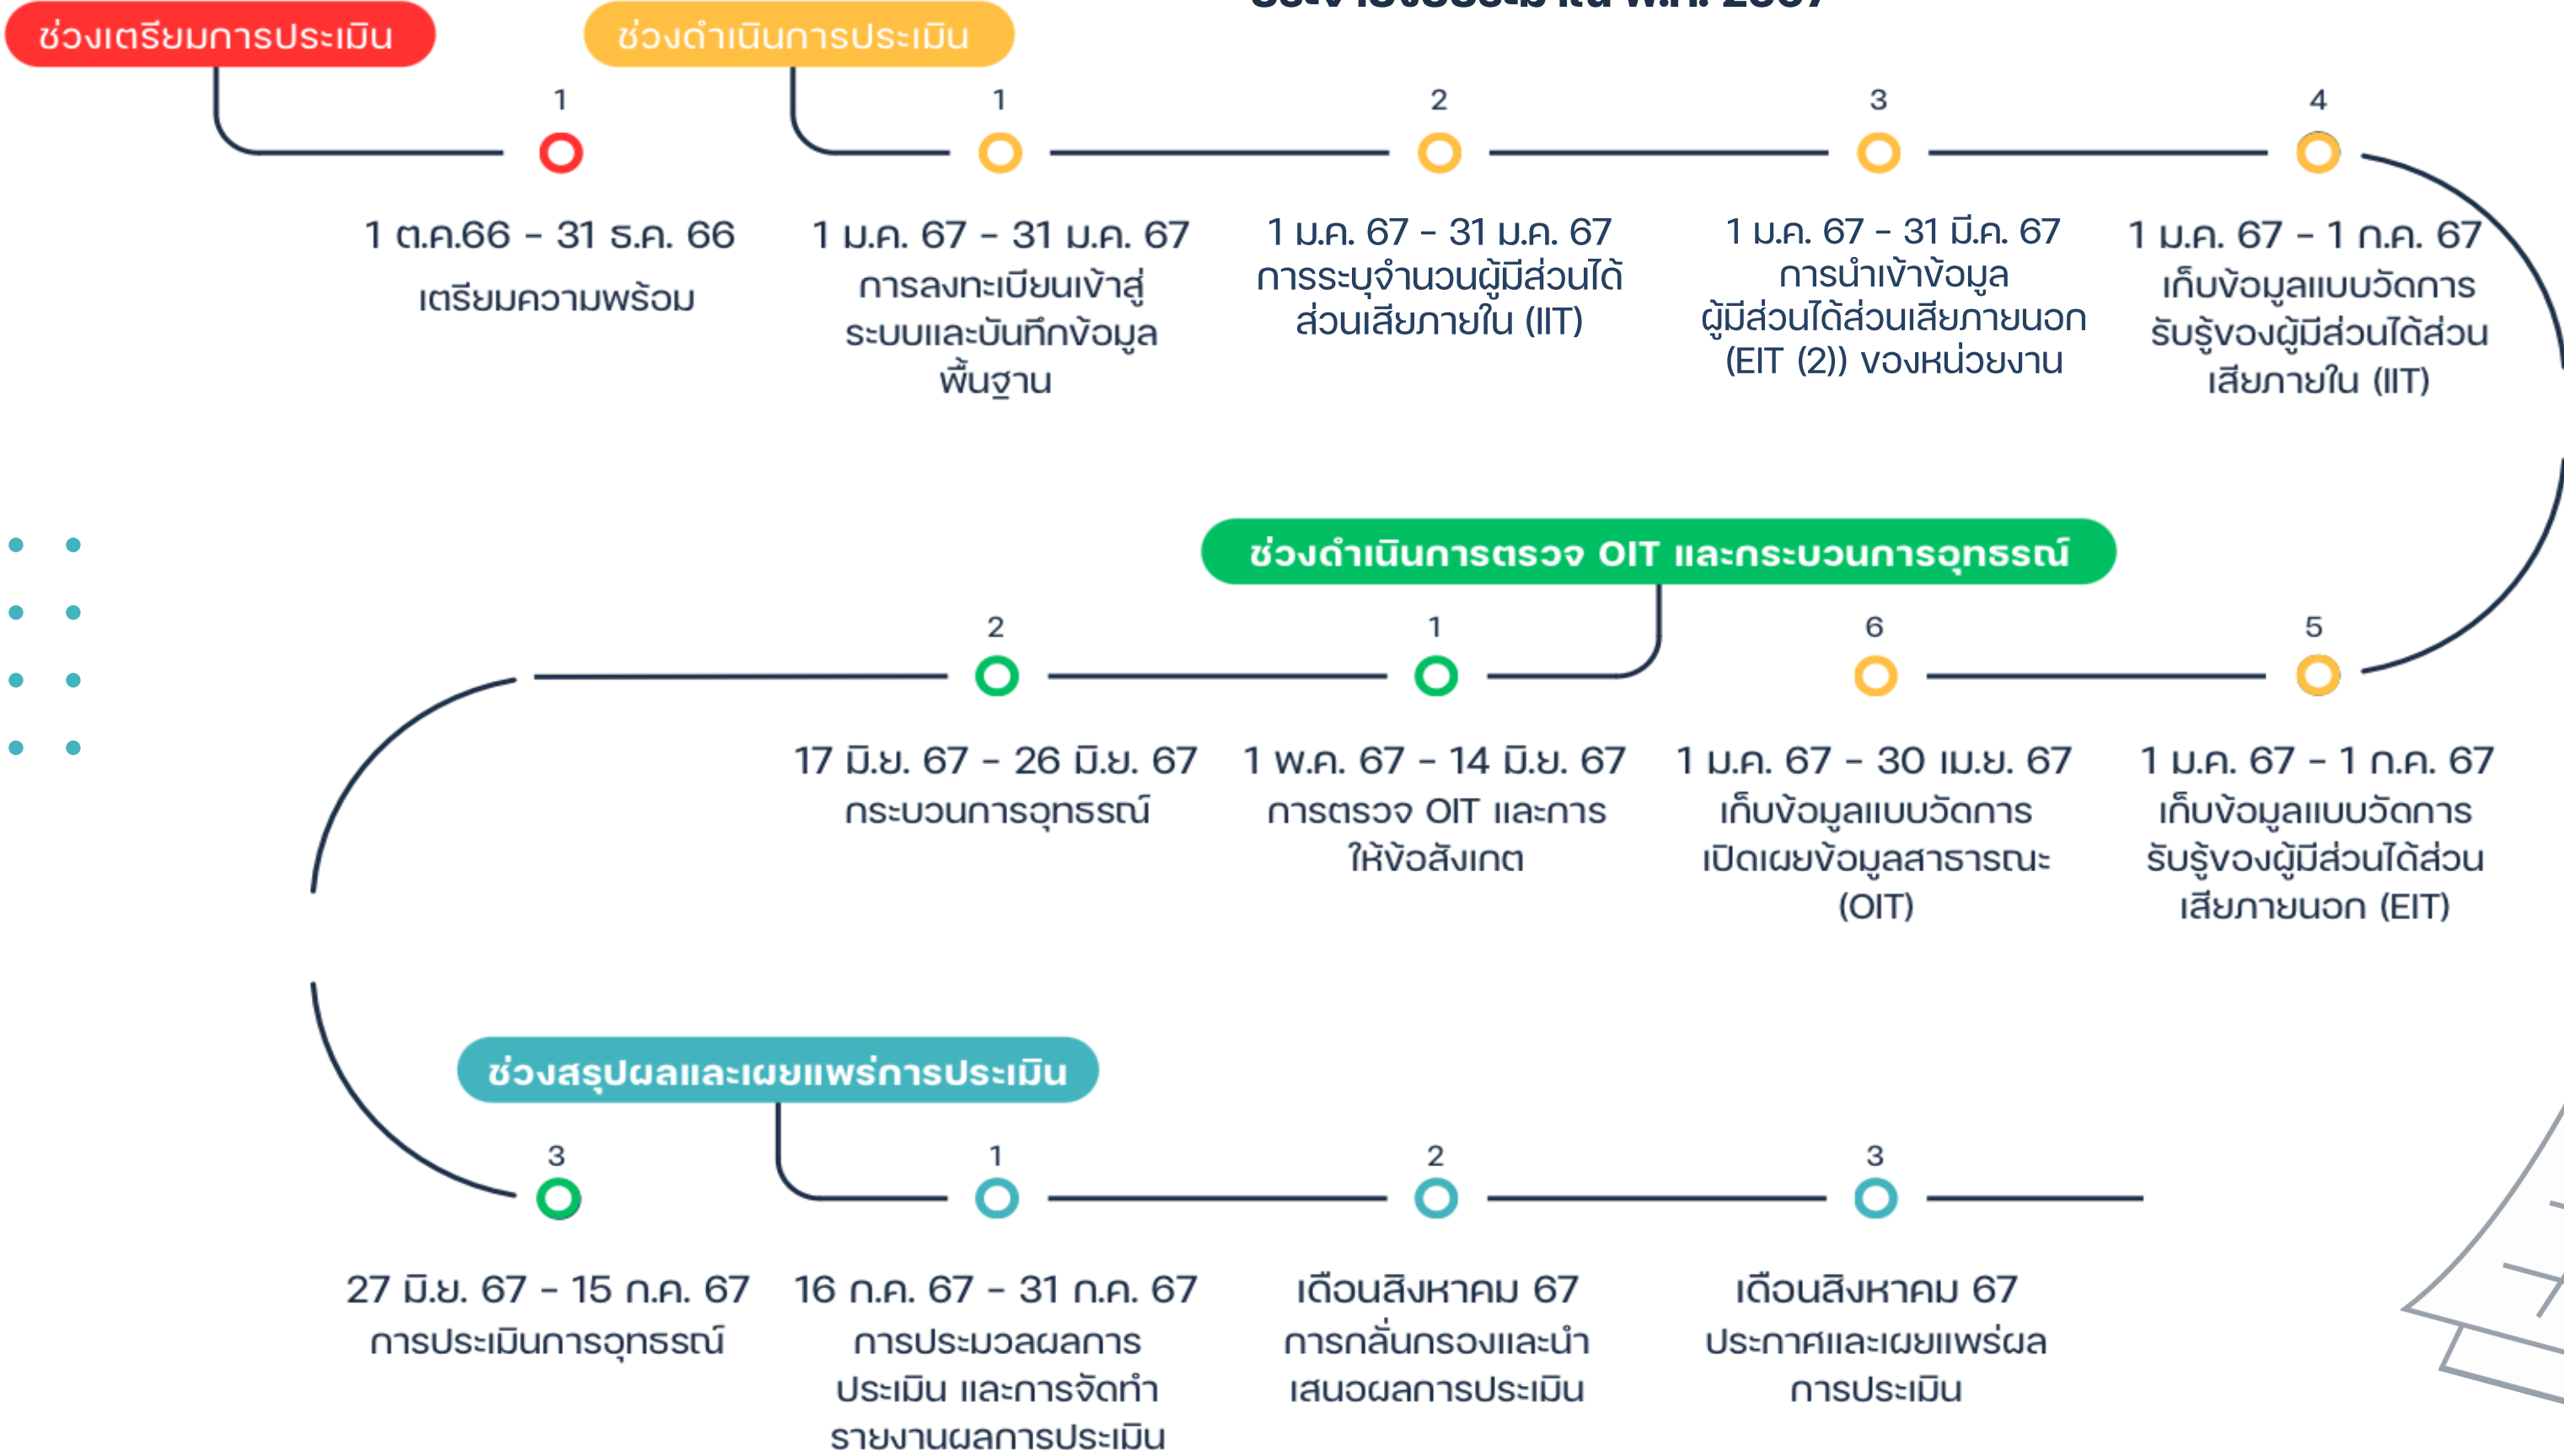 ช่วงเตรียมการประเมิน
ช่วงดำเนินการประเมิน
1
1 ต.ค.66 - 31 ธ.ค. 66
เตรียมความพร้อม
1
1 ม.ค. 67 - 31 ม.ค. 67
การลงทะเบียนเข้าสู่
ระบบและบันทึกข้อมูล
พื้นฐาน
2
1 ม.ค. 67 - 31 ม.ค. 67
การระบุจำนวนผู้มีส่วนได้
ส่วนเสียภายใน (IIT)
3
1 ม.ค. 67 - 31 มี.ค. 67
การนำเข้าข้อมูล
ผู้มีส่วนได้ส่วนเสียภายนอก
(EIT (2)) ของหน่วยงาน
4
1 ม.ค. 67 - 1 ก.ค. 67
เก็บข้อมูลแบบวัดการ
รับรู้ของผู้มีส่วนได้ส่วน
เสียภายใน (IIT)
5
1 ม.ค. 67 - 1 ก.ค. 67
เก็บข้อมูลแบบวัดการ
รับรู้ของผู้มีส่วนได้ส่วน
เสียภายนอก (EIT)
6
1 ม.ค. 67 - 30 เม.ย. 67
เก็บข้อมูลแบบวัดการ
เปิดเผยข้อมูลสาธารณะ
(OIT)
ช่วงดำเนินการตรวจ OIT และกระบวนการอุทธรณ์
1
1 พ.ค. 67 - 14 มิ.ย. 67
การตรวจ OIT และการ
ให้ข้อสังเกต
2
17 มิ.ย. 67 - 26 มิ.ย. 67
กระบวนการอุทธรณ์
3
27 มิ.ย. 67 - 15 ก.ค. 67
การประเมินการอุทธรณ์
ช่วงสรุปผลและเผยแพร่การประเมิน
1
16 ก.ค. 67 - 31 ก.ค. 67
การประมวลผลการ
ประเมิน และการจัดทำ
รายงานผลการประเมิน
2
เดือนสิงหาคม 67
การกลั่นกรองและนำ
เสนอผลการประเมิน
3
เดือนสิงหาคม 67
ประกาศและเผยแพร่ผล
การประเมิน